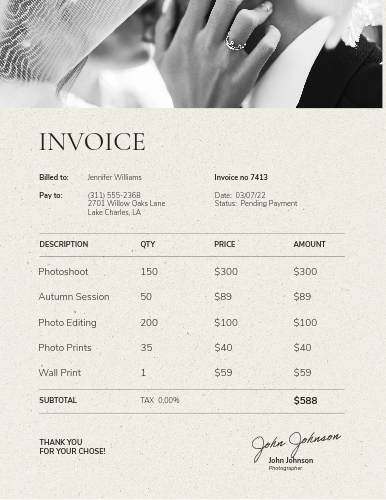 INVOICE
Billed to: Jennifer Williams Invoice no 7413
Pay to: (311) 555-2368 Date: 03/07/22
2701 Willow Oaks Lane Status: Pending Payment
Lake Charles, LA
DESCRIPTION QTY PRICE AMOUNT
Photoshoot 150 $300 $300
Autumn Session 50 $89 $89
Photo Editing 200 $100 $100
Photo Prints 35 $40 $40
Wall Print 1 $59 $59
SUBTOTAL TAX 0,00% $588
THANK YOU
FOR YOUR CHOSE!
John Johnson
John Johnson
Photographer